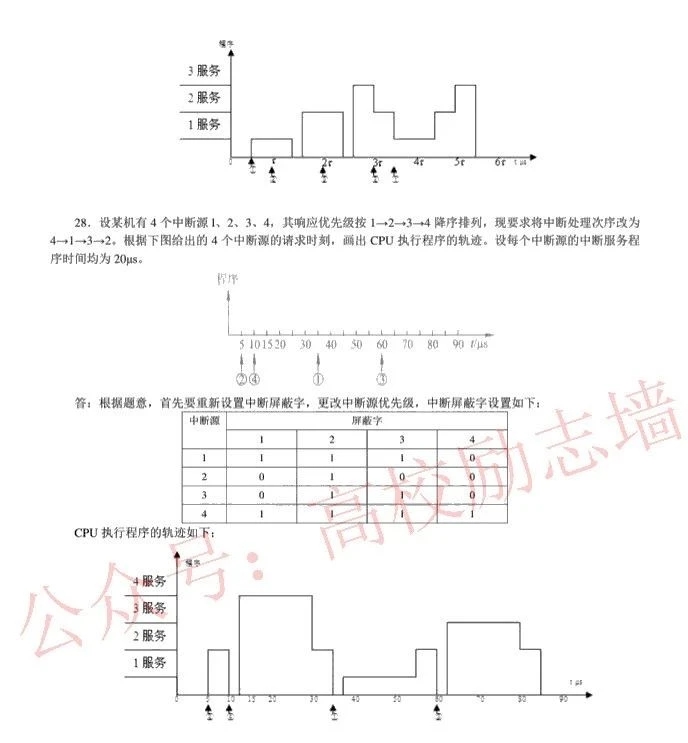 程序
3 服务
2 服务
1 服务
0 τ 2τ 3τ 4τ 5τ 6τ t μs
28．设某机有 4 个中断源 1、2、3、4，其响应优先级按 1→2→3→4 降序排列，现要求将中断处理次序改为
4→1→3→2。根据下图给出的 4 个中断源的请求时刻，画出 CPU 执行程序的轨迹。设每个中断源的中断服务程
序时间均为 20μs。
程序
5 10 15 20 30 40 50 60 70 80 90 t/μs
② ④ ① ③
答：根据题意，首先要重新设置中断屏蔽字，更改中断源优先级，中断屏蔽字设置如下：
中断源 屏蔽字
1 2 3 4
1 1 1 1 0
2 0 1 0 0
3 0 1 1 0
4 1 1 1 1
CPU 执行程序的轨迹如下：
程序
4 服务
3 服务
2 服务
1 服务
0 5 10 15 20 30 40 50 60 70 80 90 t μs
公众号：高校励志墙